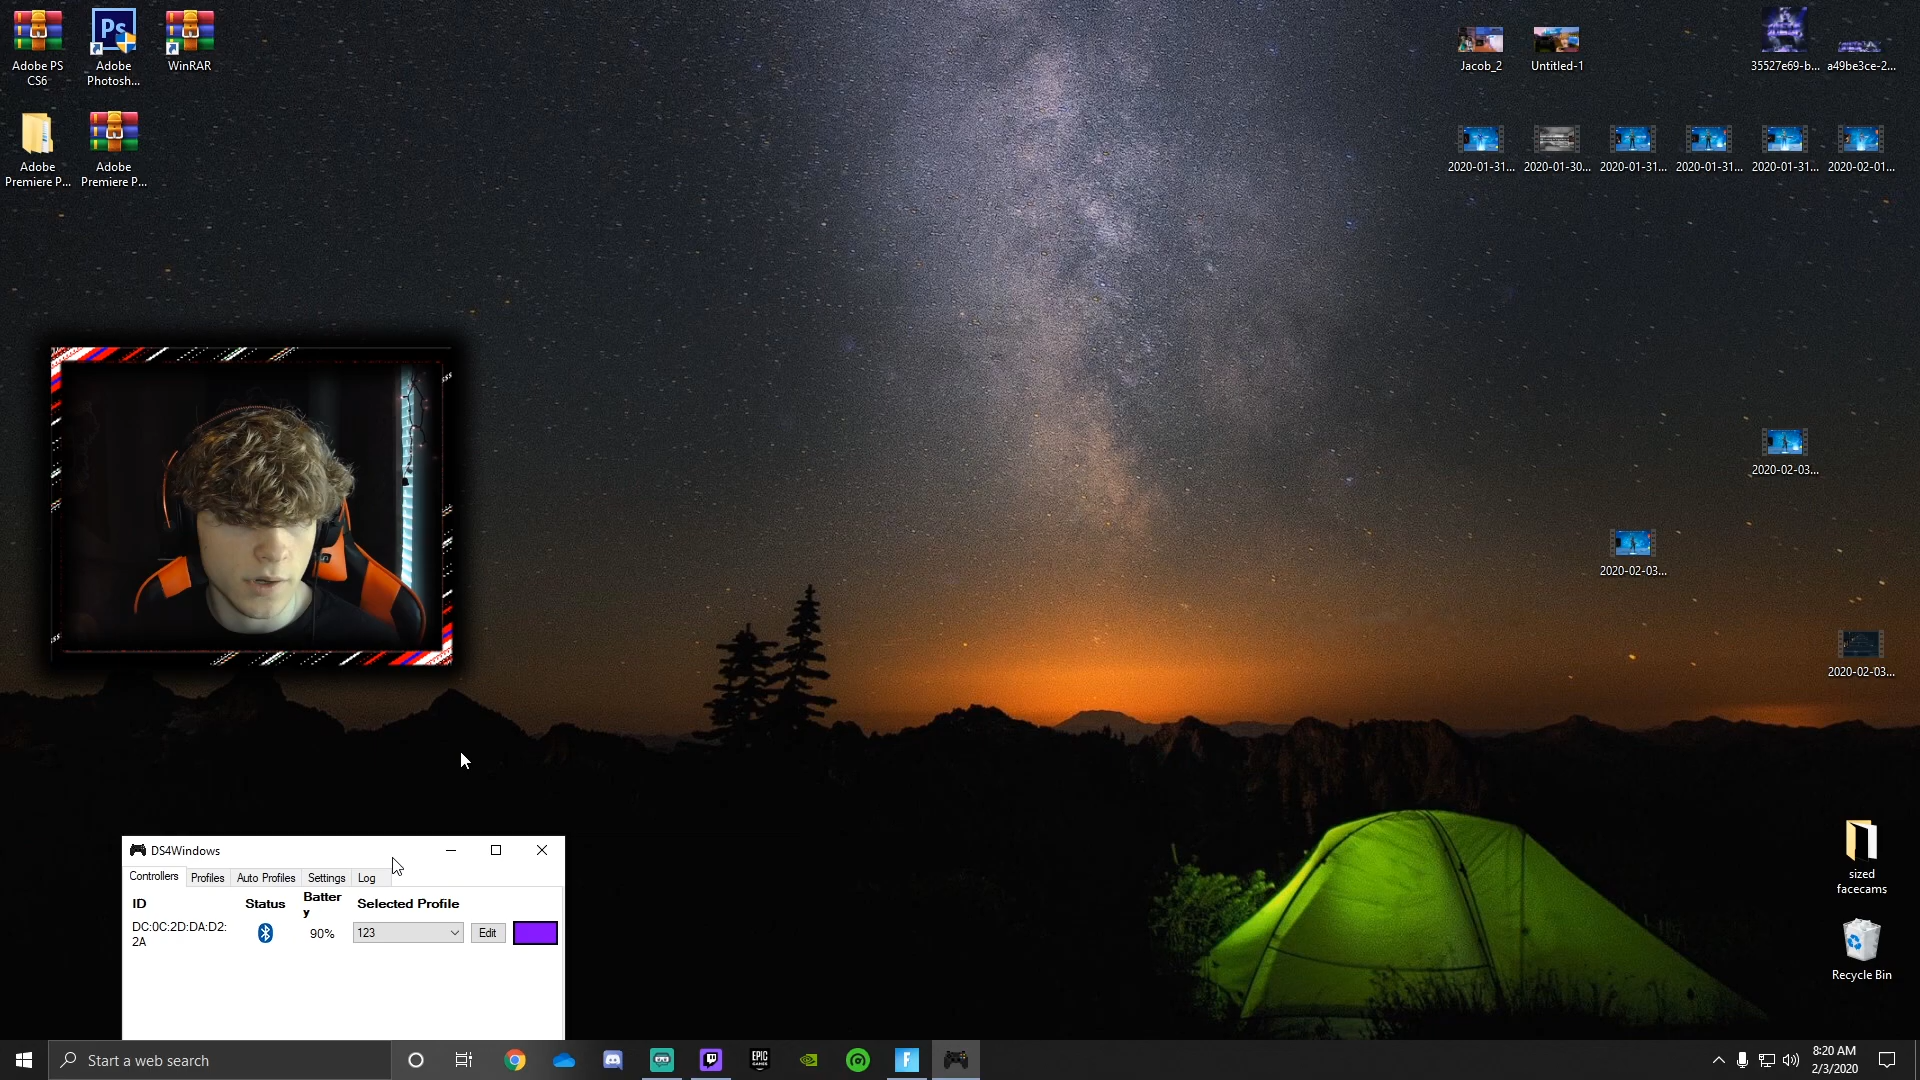 Adobe PS
CS6
Ps
Adobe
Photosh...
WinRAR
Adobe
Premiere P...
Adobe
Premiere P...
Jacob_2
Untitled-1
35527e69-b...
a49be3ce-2...
2020-01-31...
2020-01-30...
2020-01-31...
2020-01-31...
2020-01-31...
2020-02-01...
2020-02-03...
2020-02-03...
2020-02-03...
sized
facecams
Recycle Bin
DS4Windows
Controllers
Profiles
Auto Profiles
Settings
Log
ID
Status
Batter
y
Selected Profile
DC:0C:2D:DA:D2:
2A
90%
123
Edit
Start a web search
EPIC
GAMES
F
8:20 AM
2/3/2020